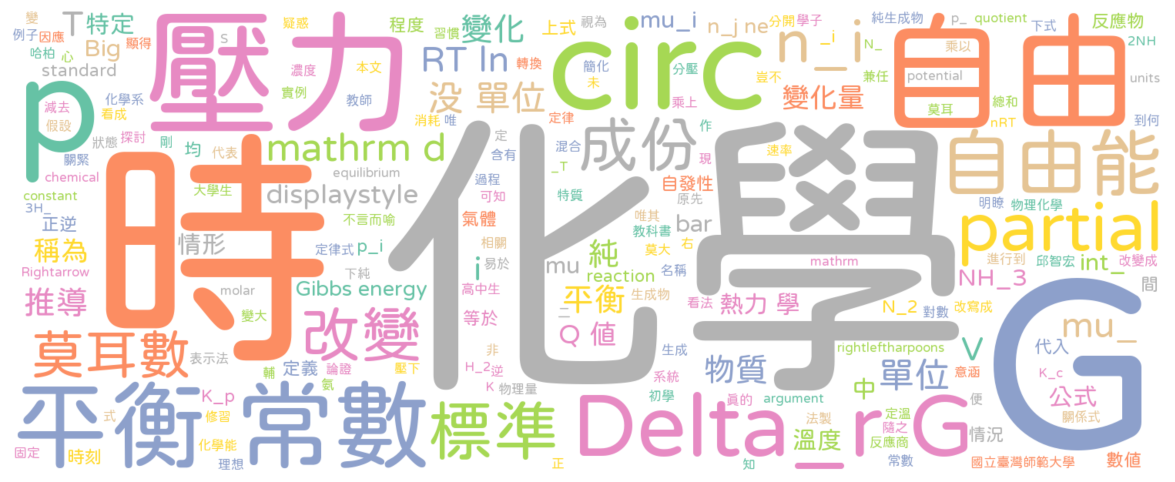 變
T
特定
例子
因應
Big
哈柏
心
顯得
standard
疑惑
s
壓力
濃度
本文
實例
教師
程度
習慣
變化
上式
視為
mu_i
RT ln
轉換
簡化
未
分壓
circ
没 單位
消耗
唯
定律
乘上
n_j ne
分開
學子
_i
n_i
豈不
變化量
速率
純生成物
p_
quotient
下式
反應物
N_
乘以
兼任
potential
2NH
units
自由
莫耳
總和
nRT
到何
p
減去
假設
化學系
看成
關緊
狀態
探討
剛
均
代表
chemical
constant
大學生
3H_
正逆
時
mathrm d
equilibrium
displaystyle
不言而喻
定
作
含有
混合
現
過程
_T
可知
特質
成份
自發性
原先
唯其
教科書
bar
化學
自由能
明瞭
物理化學
partial
稱為
Rightarrow
情形
定律式
p_i
氣體
相關
易於
i
純
mu
莫大
右
mathrm
進行到
邱智宏
int_
改變成
reaction
名稱
NH_3
間
推導
molar
下純
Gibbs energy
高中生
平衡
生成物
看法
熱力 學
N_2
對數
改寫成
莫耳數
變大
改變
等於
二
Q 值
rightleftharpoons
V
mu_
G
表示法
論證
壓下
非
H_2
逆
生成
系統
物質
代入
K_c
意涵
輔
氨
定義
K
物理量
初學
單位
中
便
公式
關係式
平衡 常數
K_p
式
修習
標準
Delta_r G
真的
argument
法製
定溫
隨之
溫度
反應商
情況
固定
時刻
化學能
理想
正
知
常數
國立臺灣師範大學
數值